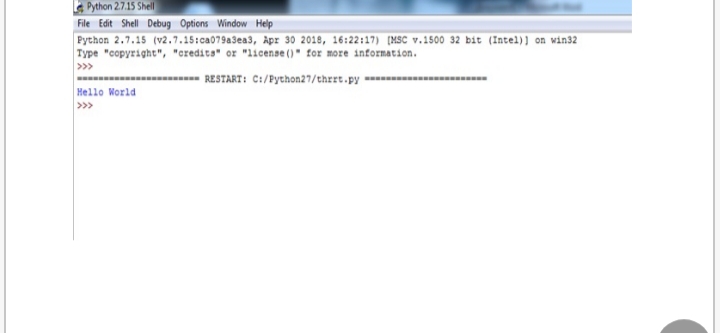 Python 2.7.15 Shell
File Edit Shell Debug Options Window Help
Python 2.7.15 (v2.7.15:ca079a3ea3, Apr 30 2018, 16:22:17) [MSC v.1500 32 bit (Intel)] on win32
Type "copyright", "credits" or "license()" for more information.
>>>
======================= RESTART: C:/Python27/thrrt.py =======================
Hello World
>>>